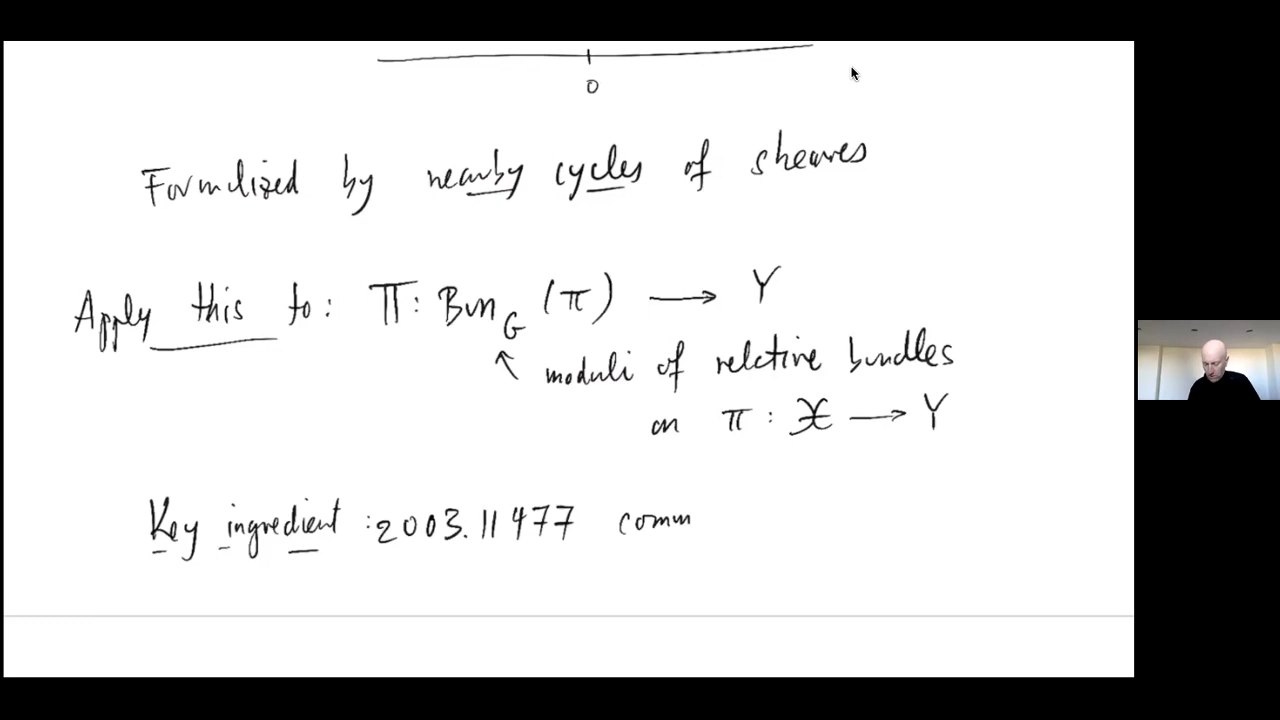 0
Formalized by nearby cycles of sheaves
Apply this to: Π: Bun_G (π) ⟶ Y
↖ moduli of relative bundles
on π: 𝒳 ⟶ Y
Key ingredient: 2003.11477 comm